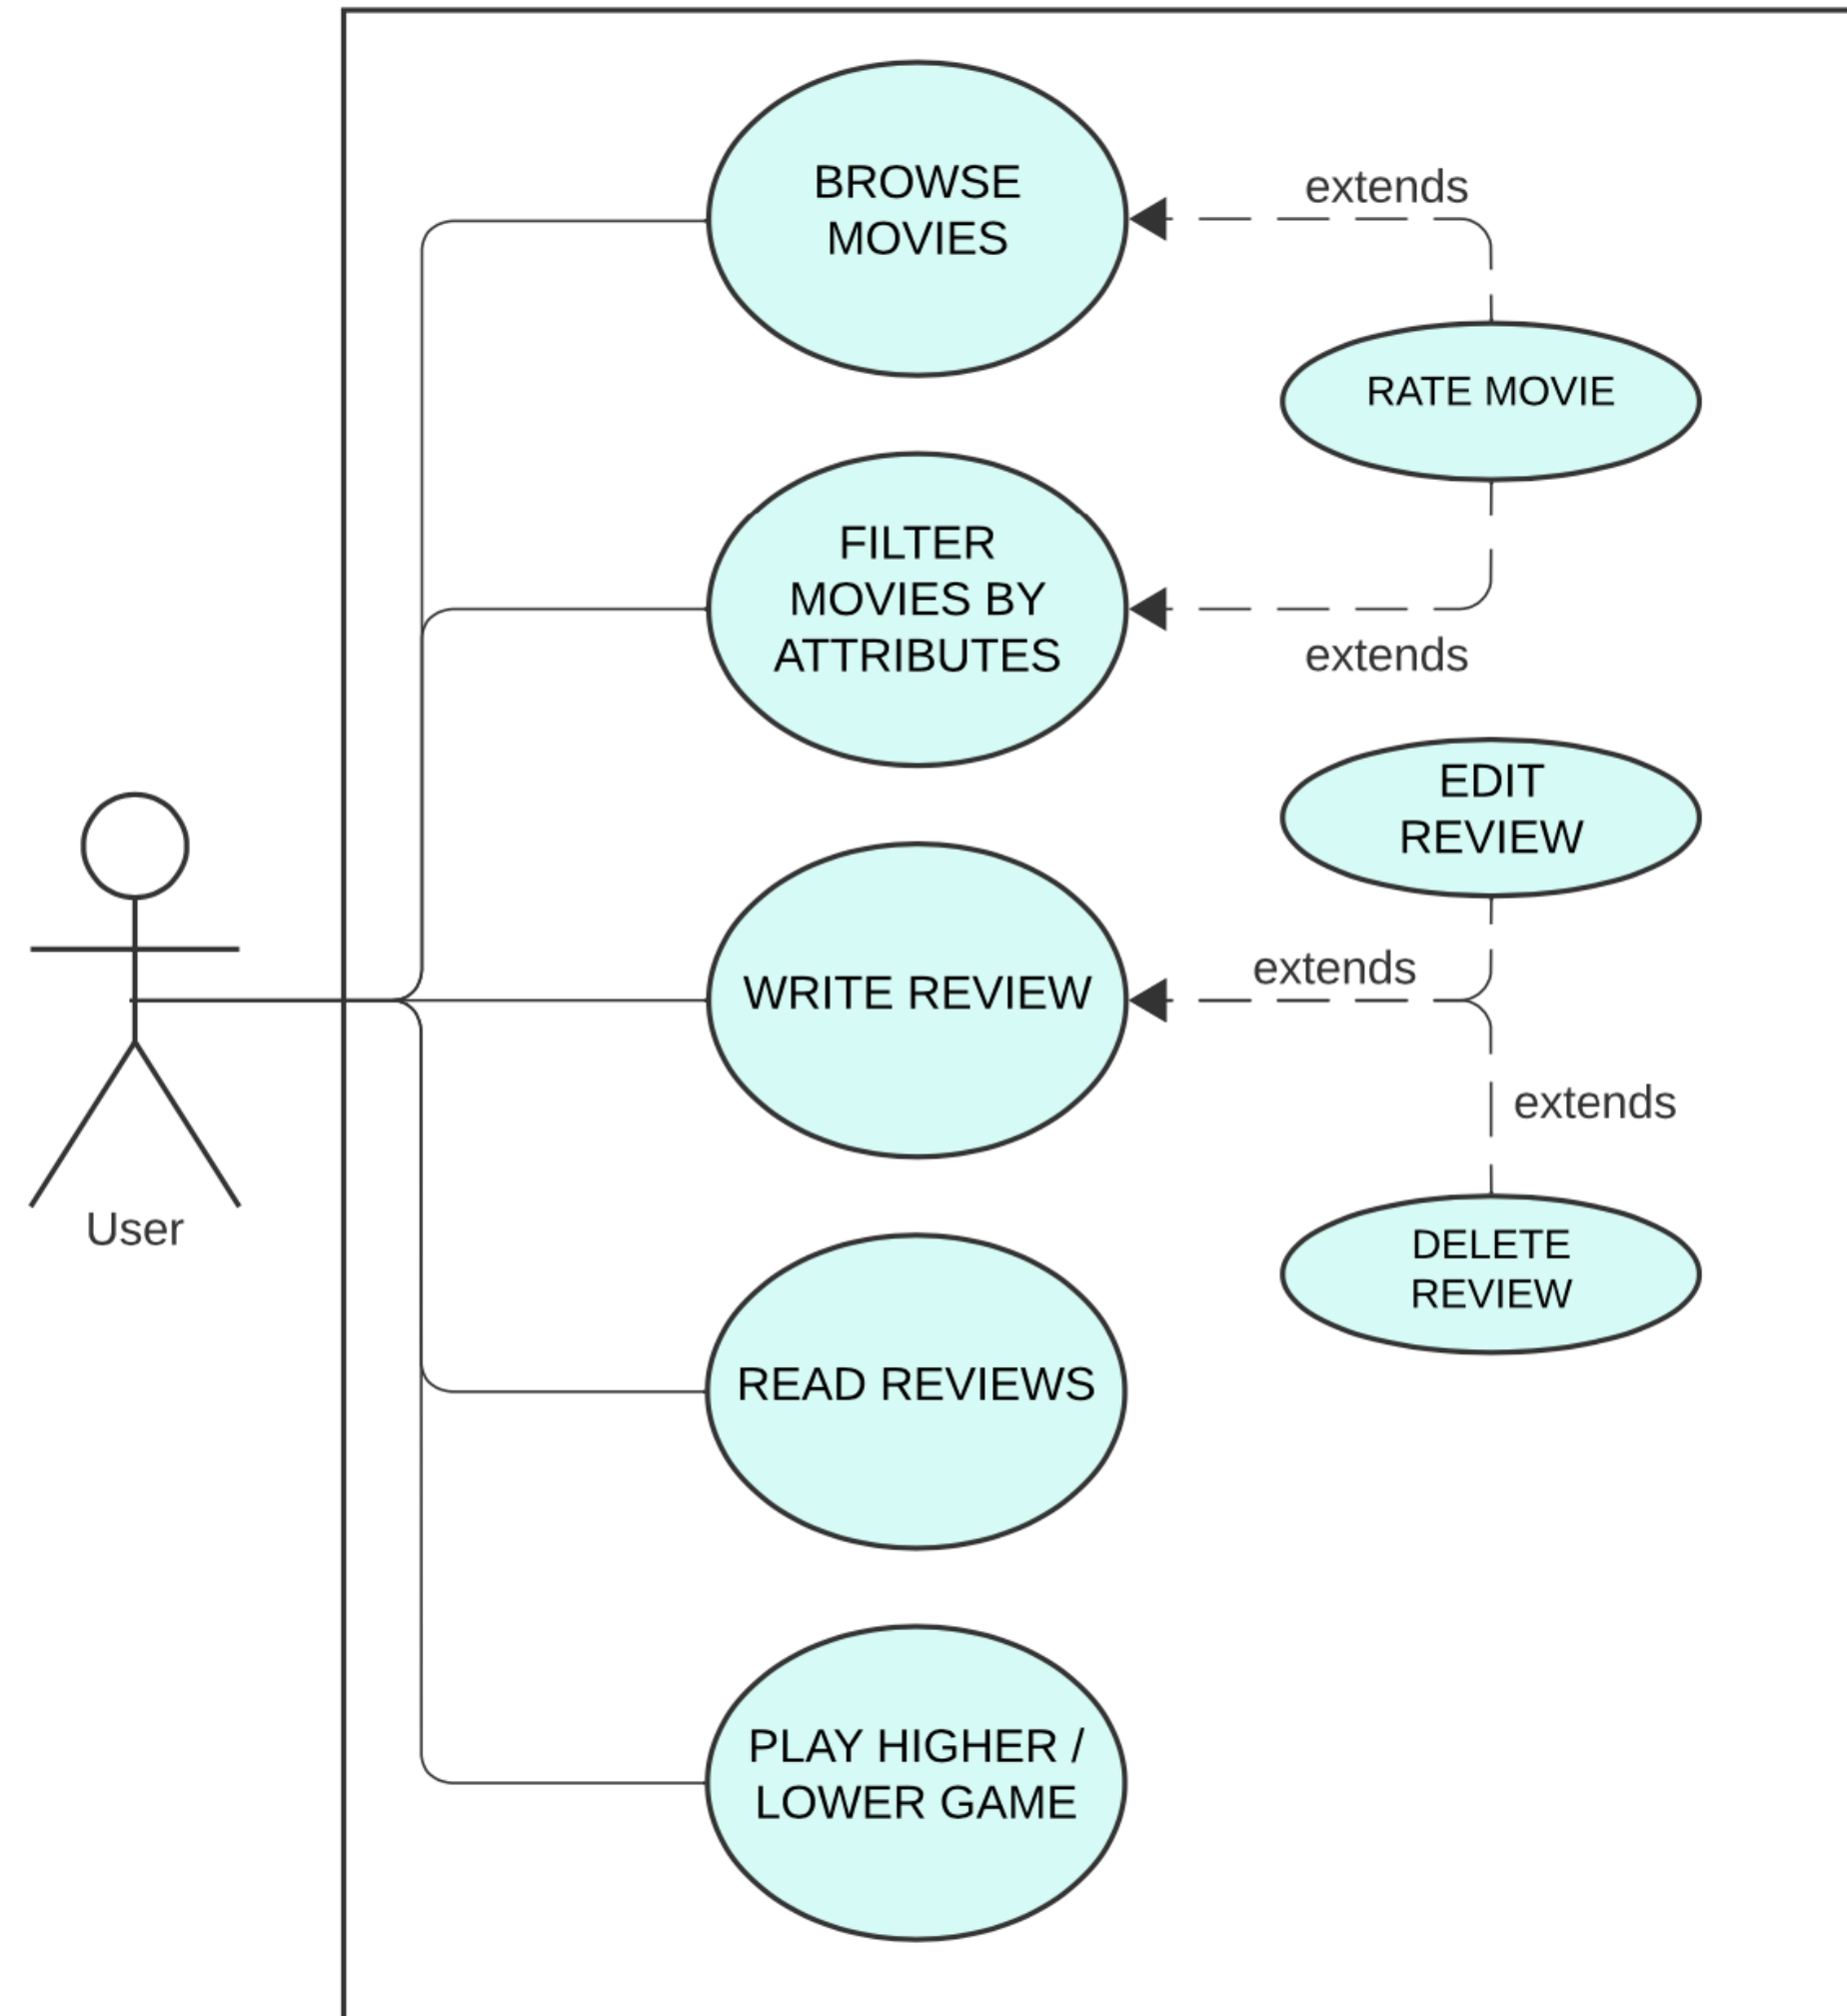 BROWSE
MOVIES
extends
RATE MOVIE
FILTER
MOVIES BY
ATTRIBUTES
extends
EDIT
REVIEW
WRITE REVIEW
extends
extends
User
DELETE
REVIEW
READ REVIEWS
PLAY HIGHER /
LOWER GAME